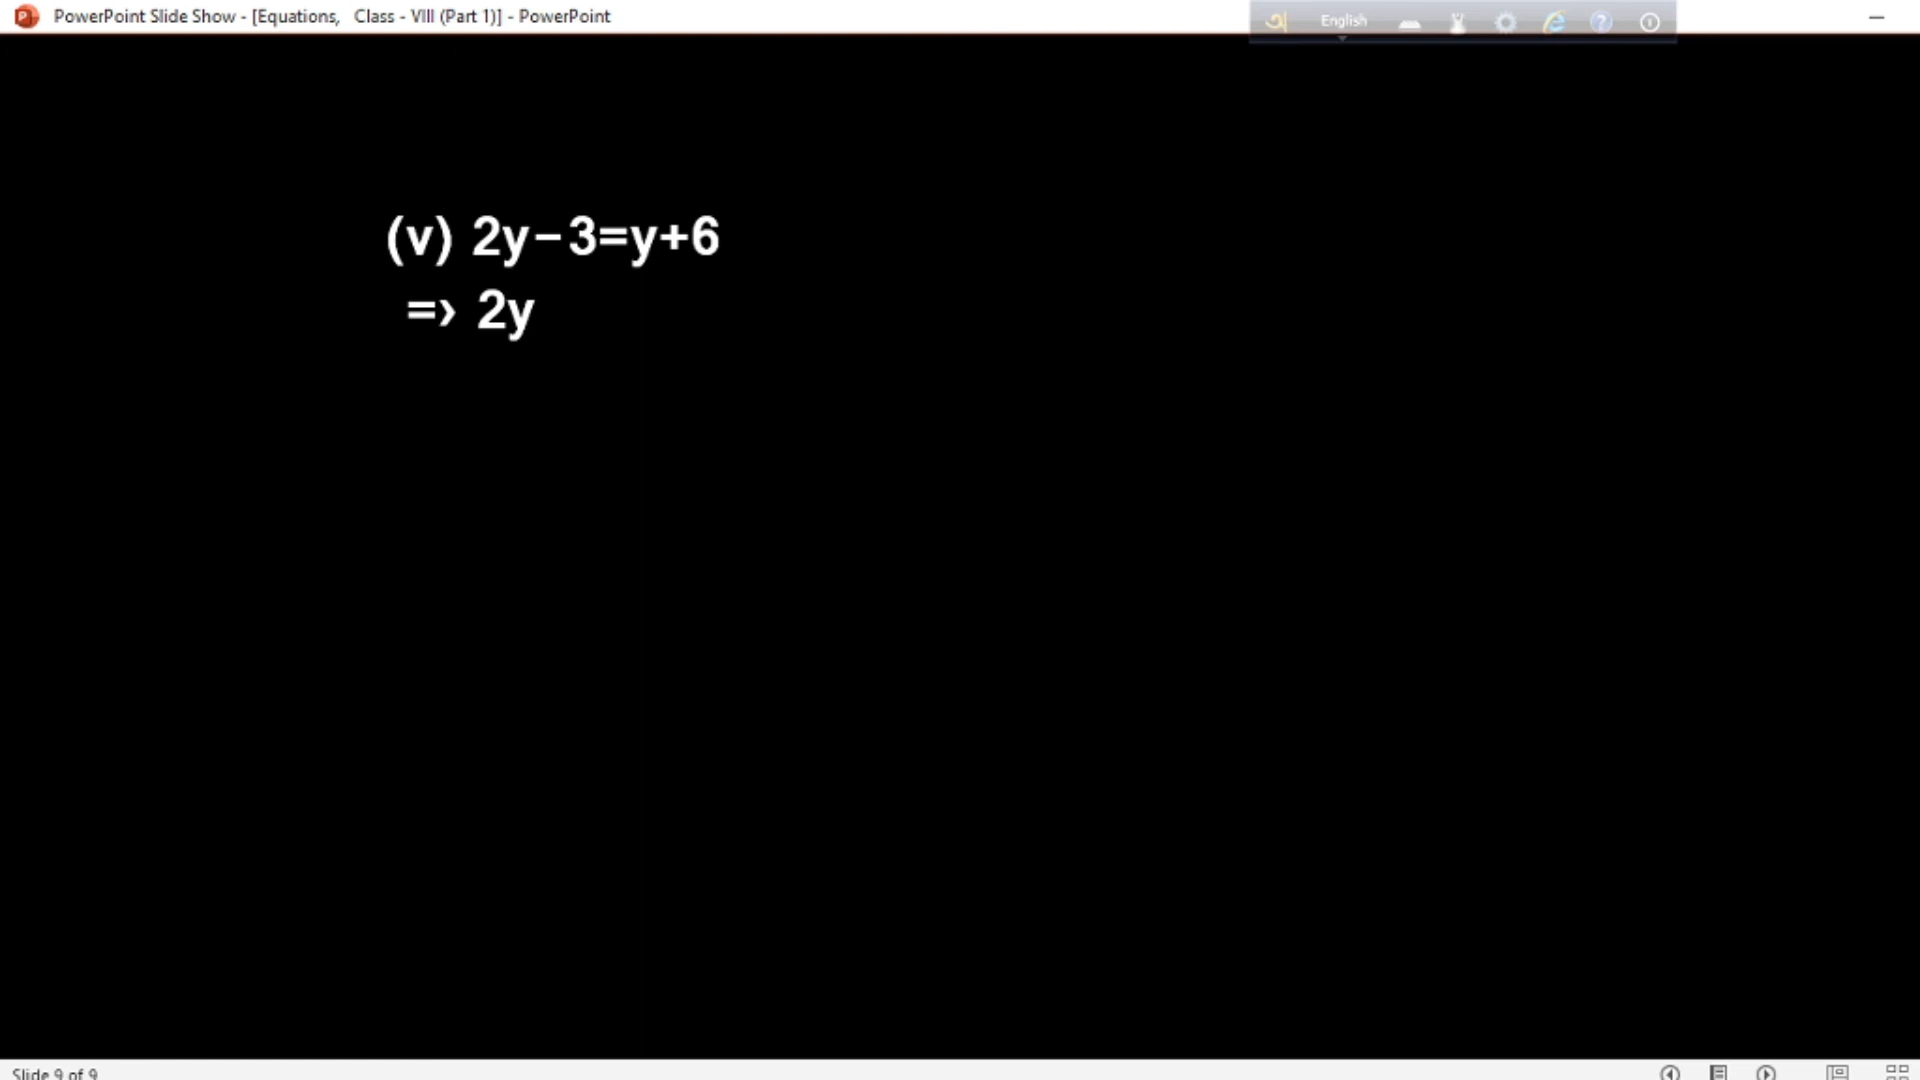 PowerPoint Slide Show - [Equations,   Class - VIII (Part 1)] - PowerPoint
English
(v) 2y−3=y+6
=› 2y
Slide 9 of 9